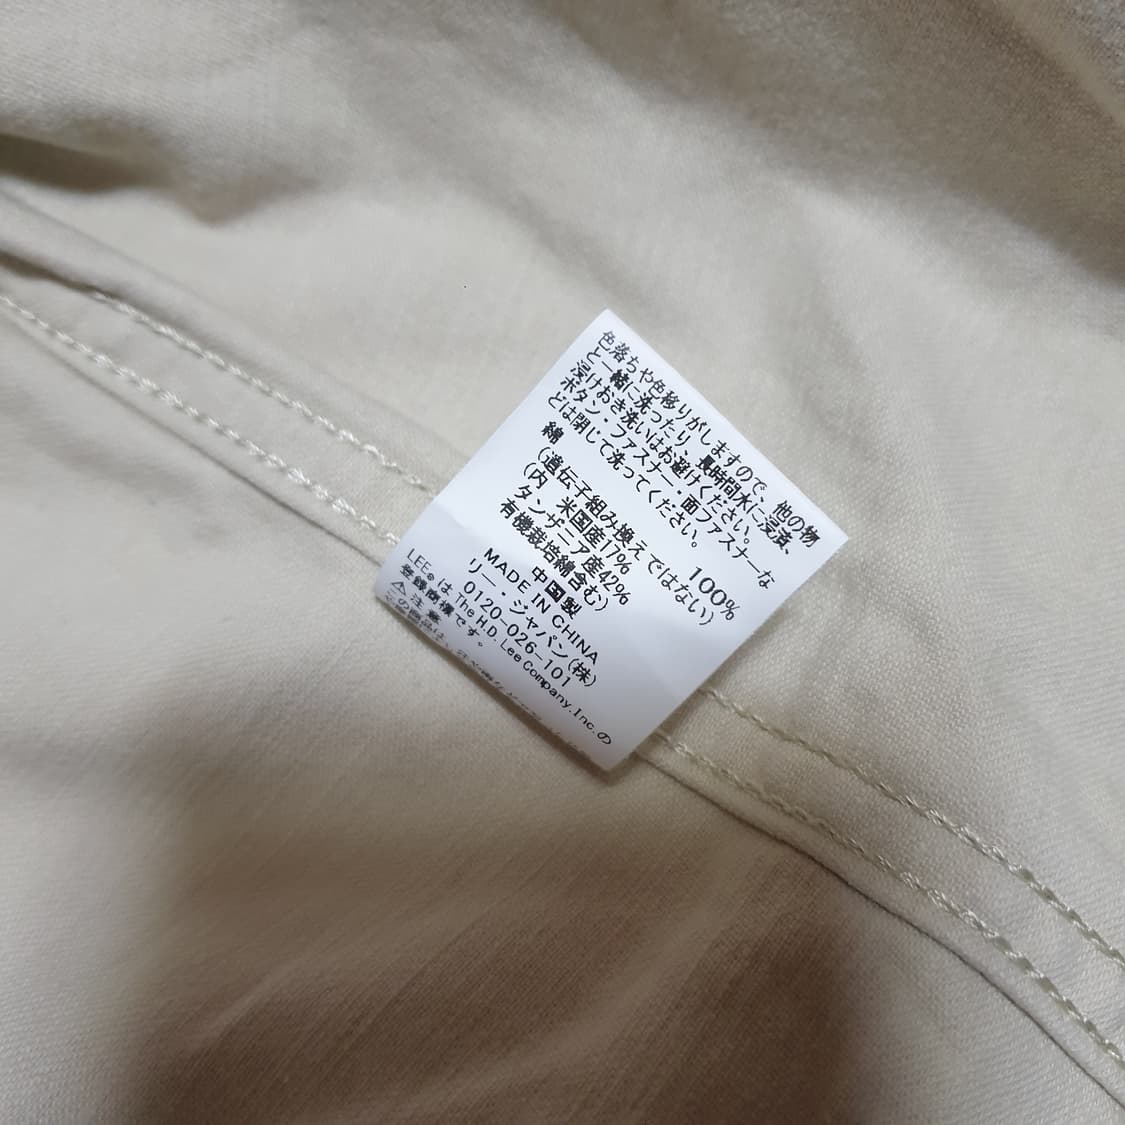 色落ちや色移りがしますので、他の物
と一緒に洗ったり、長時間水に浸漬、
浸けおき洗いはお避けください。
ボタン・ファスナー・面ファスナーな
どは閉じて洗ってください。
綿 100%
(遺伝子組み換えではない)
(内 米国産17%
タンザニア産42%
有機栽培綿含む)
中国製
MADE IN CHINA
リー・ジャパン(株)
0120-026-101
LEE® は The H.D. Lee Company.Inc.の
登録商標です。
⚠注意
この商品は